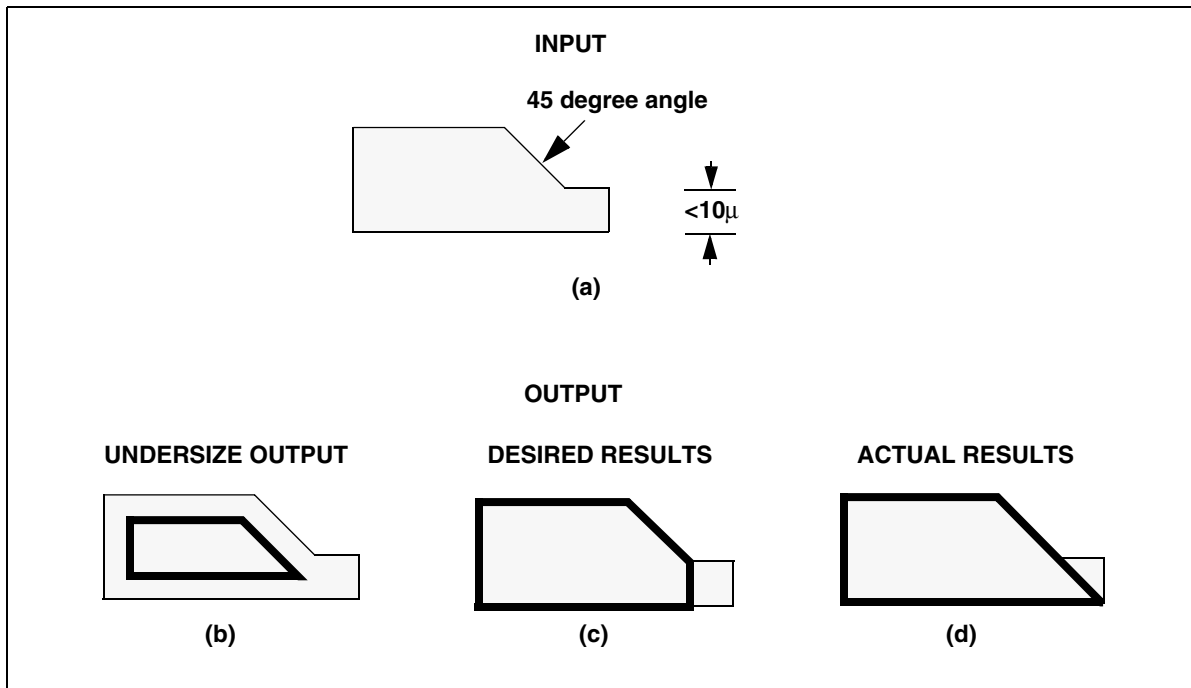 INPUT
45 degree angle
<10μ
(a)
OUTPUT
UNDERSIZE OUTPUT
DESIRED RESULTS
ACTUAL RESULTS
(b)
(c)
(d)